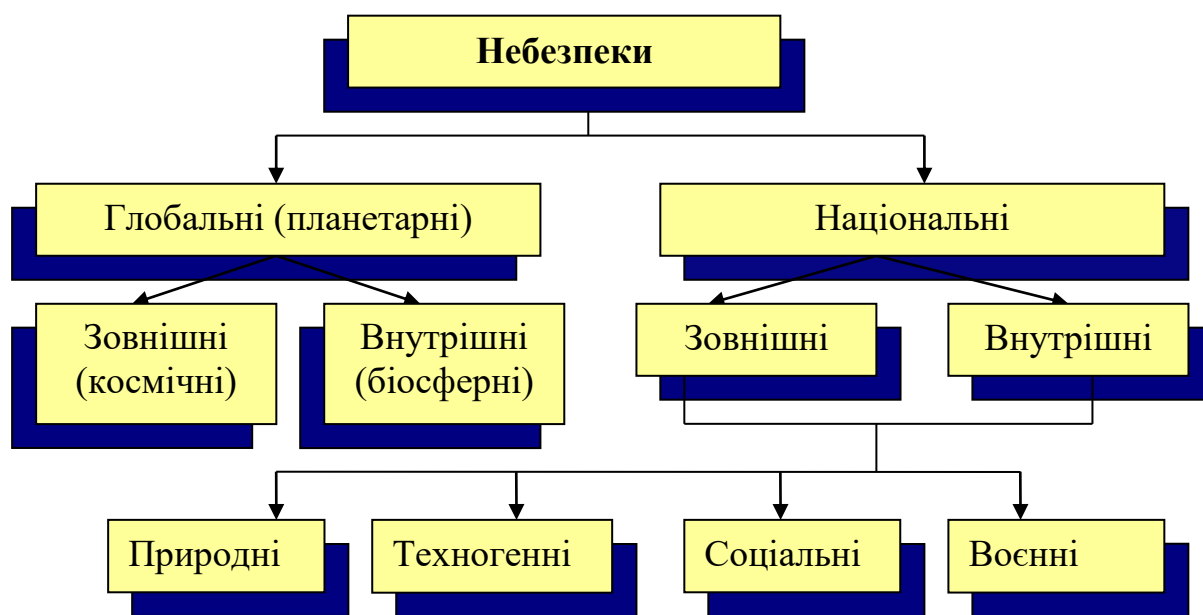 Небезпеки
Глобальні (планетарні)
Національні
Зовнішні
(космічні)
Внутрішні
(біосферні)
Зовнішні
Внутрішні
Природні
Техногенні
Соціальні
Воєнні